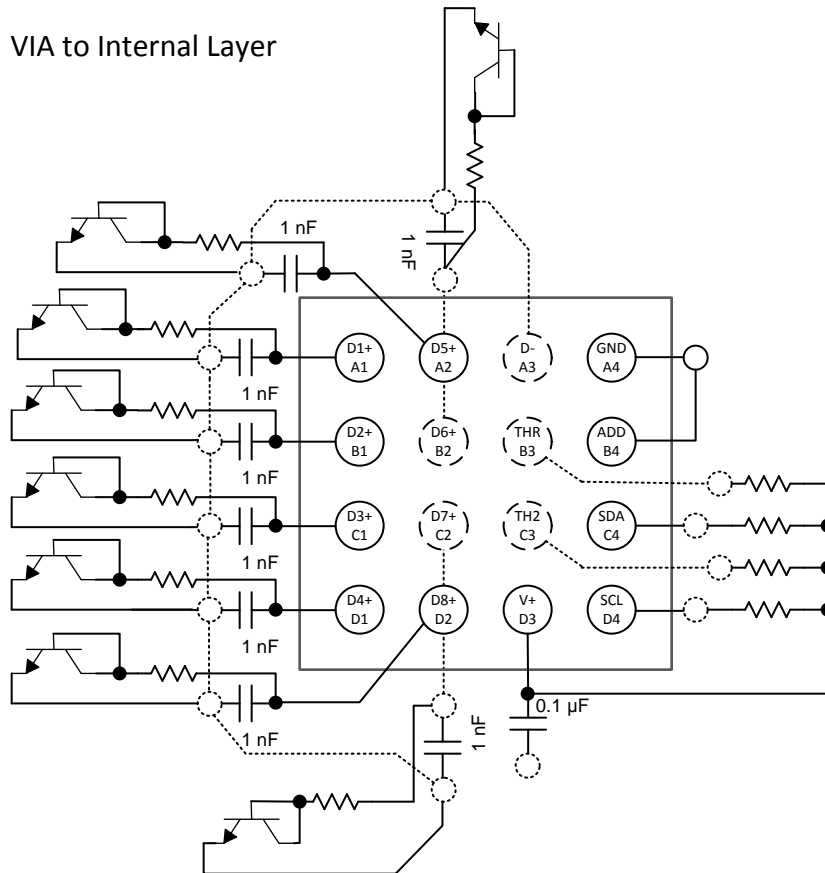 VIA to Internal Layer
1 nF
1 nF
D1+
A1
D5+
A2
D-
A3
GND
A4
1 nF
D2+
B1
D6+
B2
THR
B3
ADD
B4
1 nF
D3+
C1
D7+
C2
TH2
C3
SDA
C4
1 nF
D4+
D1
D8+
D2
V+
D3
SCL
D4
1 nF
0.1 µF
1 nF
1 nF